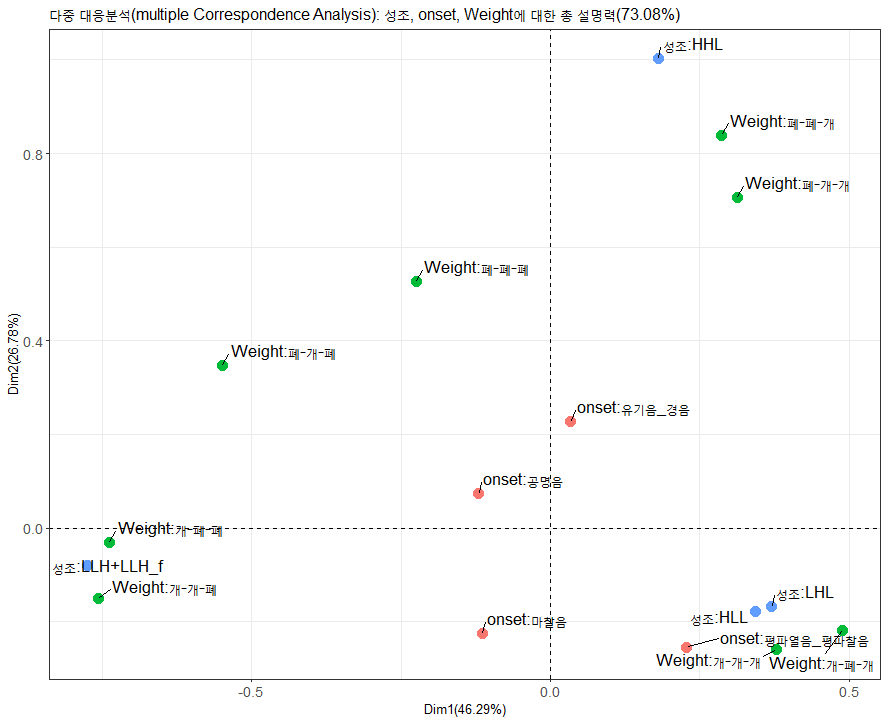 다중 대응분석(multiple Correspondence Analysis): 성조, onset, Weight에 대한 총 설명력(73.08%)
성조:HHL
Weight:폐-폐-개
0.8
Weight:폐-개-개
Weight:폐-폐-폐
Weight:폐-개-폐
0.4
onset:유기음_경음
onset:공명음
Weight:개-폐-폐
0.0
성조:LLH+LLH_f
Weight:개-개-폐
성조:LHL
성조:HLL
onset:마찰음
onset:평파열음_평파찰음
Weight:개-개-개
Weight:개-폐-개
-0.5
0.0
0.5
Dim1(46.29%)
Dim2(26.78%)